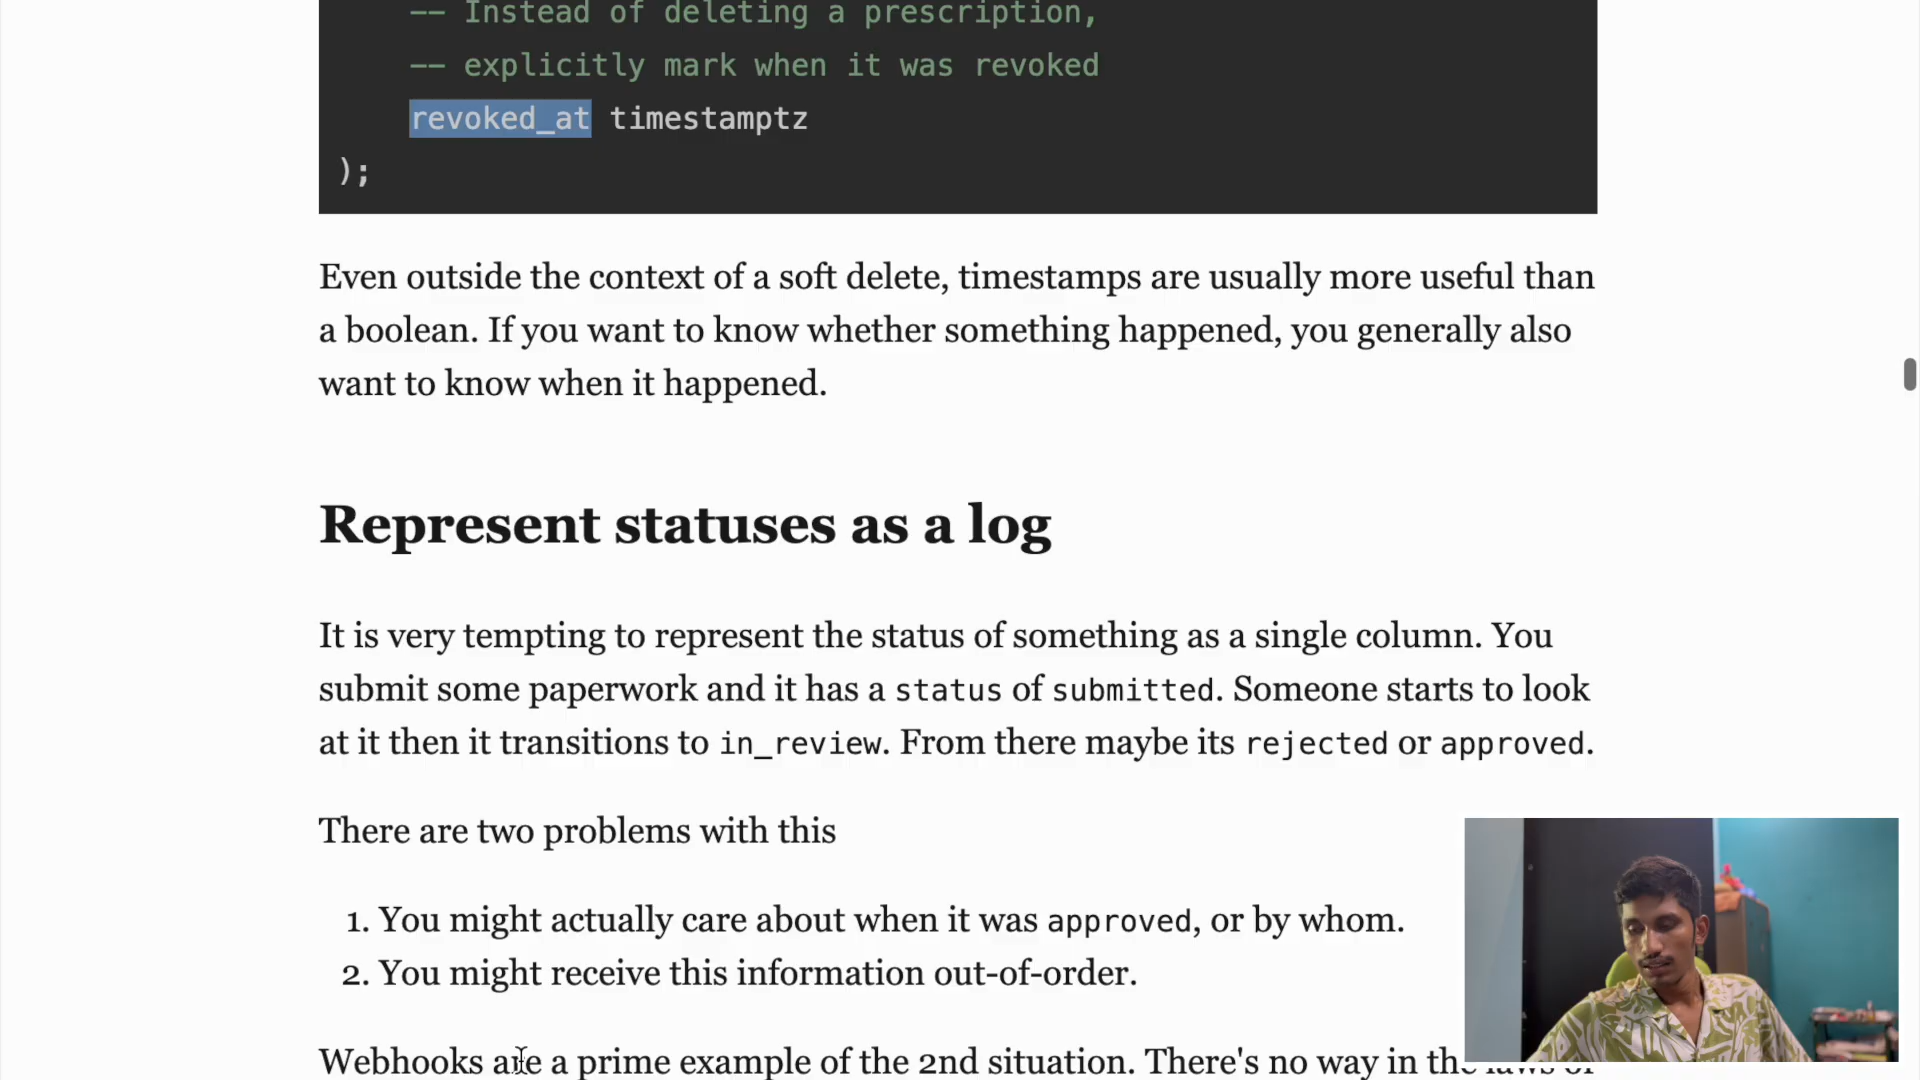 -- Instead of deleting a prescription,
-- explicitly mark when it was revoked
revoked_at timestamptz
);
Even outside the context of a soft delete, timestamps are usually more useful than
a boolean. If you want to know whether something happened, you generally also
want to know when it happened.
Represent statuses as a log
It is very tempting to represent the status of something as a single column. You
submit some paperwork and it has a status of submitted. Someone starts to look
at it then it transitions to in_review. From there maybe its rejected or approved.
There are two problems with this
1. You might actually care about when it was approved, or by whom.
2. You might receive this information out-of-order.
Webhooks are a prime example of the 2nd situation. There's no way in the laws of